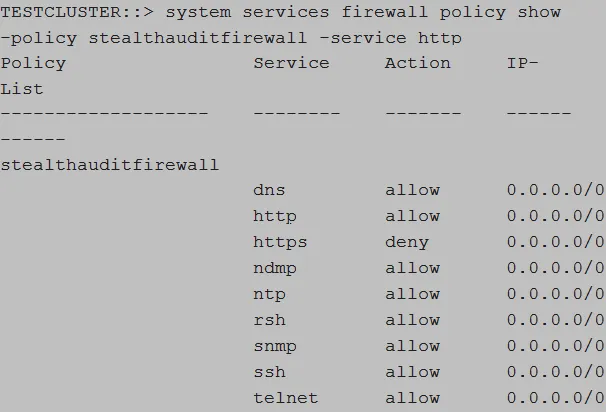 TESTCLUSTER::> system services firewall policy show
-policy stealthauditfirewall -service http
Policy Service Action IP-
List
------------------- -------- ------- ------
------
stealthauditfirewall
dns allow 0.0.0.0/0
http allow 0.0.0.0/0
https deny 0.0.0.0/0
ndmp allow 0.0.0.0/0
ntp allow 0.0.0.0/0
rsh allow 0.0.0.0/0
snmp allow 0.0.0.0/0
ssh allow 0.0.0.0/0
telnet allow 0.0.0.0/0